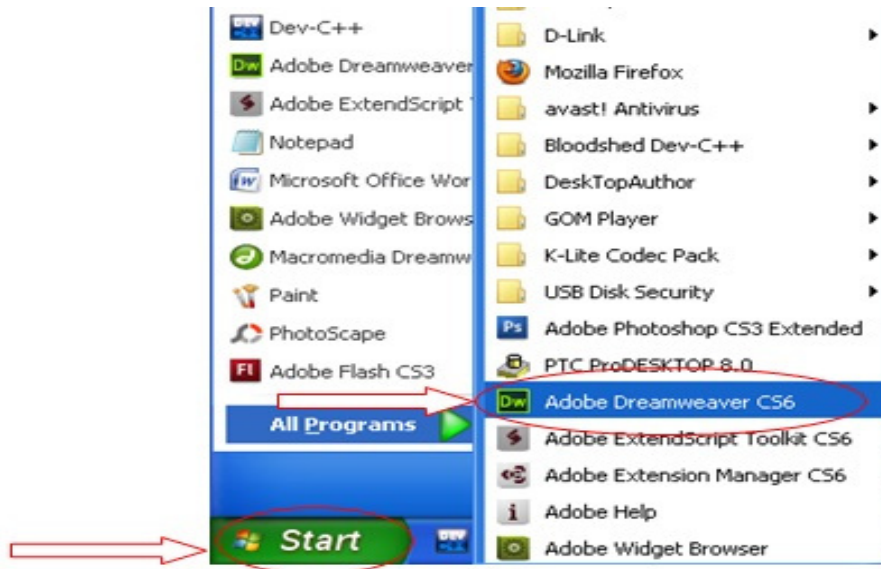 Dev-C++
Adobe Dreamweaver
Adobe ExtendScript
Notepad
Microsoft Office Wor
Adobe Widget Brows
Macromedia Dreamw
Paint
PhotoScape
Adobe Flash CS3
All Programs
Start
D-Link
Mozilla Firefox
avast! Antivirus
Bloodshed Dev-C++
DeskTopAuthor
GOM Player
K-Lite Codec Pack
USB Disk Security
Adobe Photoshop CS3 Extended
PTC ProDESKTOP 8.0
Adobe Dreamweaver CS6
Adobe ExtendScript Toolkit CS6
Adobe Extension Manager CS6
Adobe Help
Adobe Widget Browser